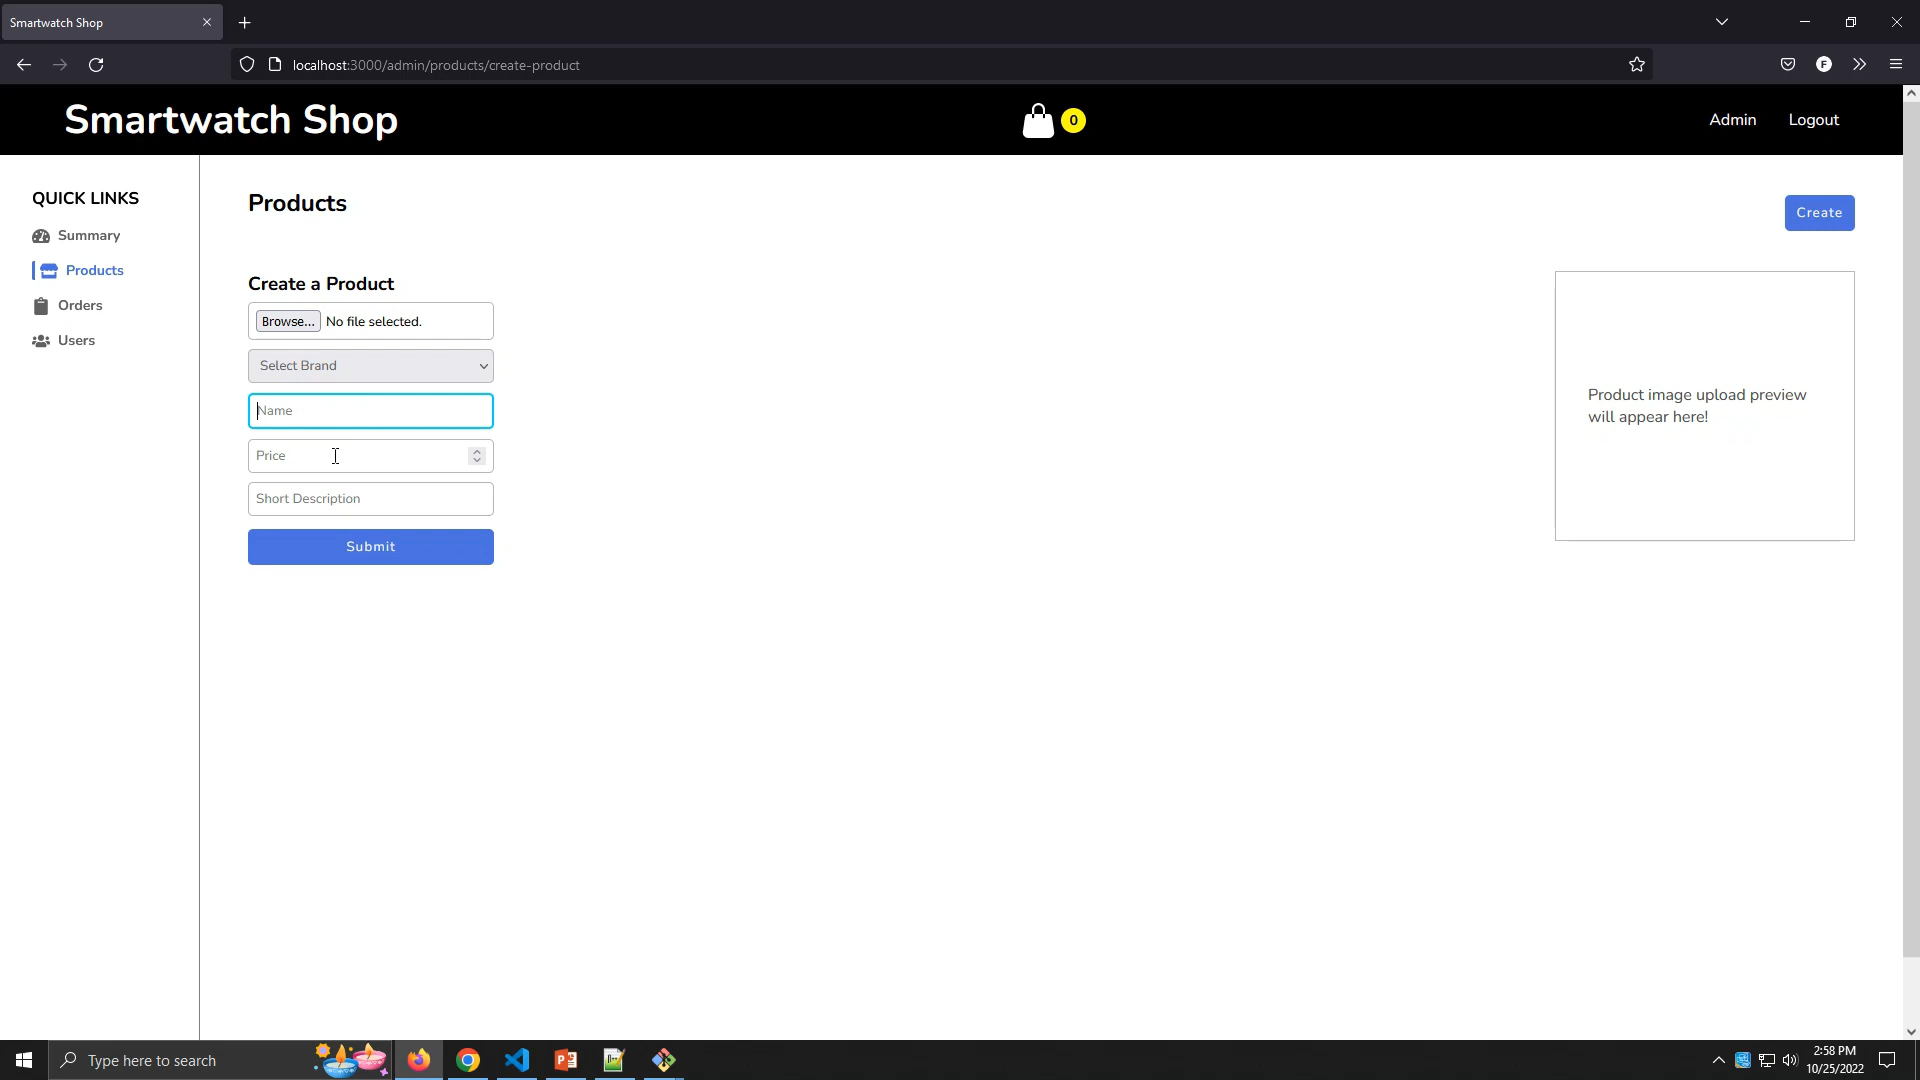 Smartwatch Shop
localhost:3000/admin/products/create-product
F
Smartwatch Shop
0
Admin
Logout
QUICK LINKS
Summary
Products
Orders
Users
Products
Create
Create a Product
Browse... No file selected.
Select Brand
Name
Price
Short Description
Submit
Product image upload preview
will appear here!
Type here to search
2:58 PM
10/25/2022